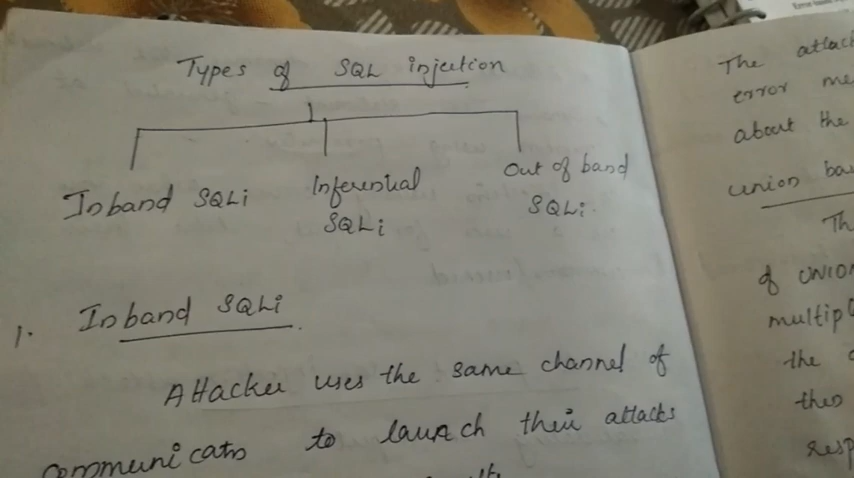 Types of SQL injection
Inband SQLi
Inferential
SQLi
Out of band
SQLi.
1. Inband SQLi
Attacker uses the same channel of
communicatn to launch their attacks
The attack
error me
about the
union ba
Th
of union
multipl
the
resp